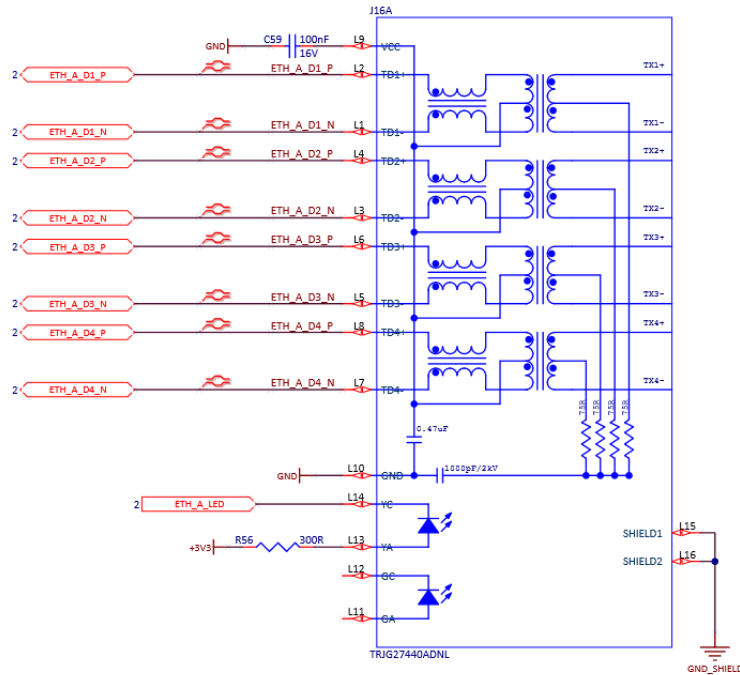 J16A
C59 100nF L9
GND VCC
16V
2 ETH_A_D1_P ETH_A_D1_P L2 TD1+ TX1+
2 ETH_A_D1_N ETH_A_D1_N L1 TD1- TX1-
2 ETH_A_D2_P ETH_A_D2_P L4 TD2+ TX2+
2 ETH_A_D2_N ETH_A_D2_N L3 TD2- TX2-
2 ETH_A_D3_P ETH_A_D3_P L6 TD3+ TX3+
2 ETH_A_D3_N ETH_A_D3_N L5 TD3- TX3-
2 ETH_A_D4_P ETH_A_D4_P L8 TD4+ TX4+
2 ETH_A_D4_N ETH_A_D4_N L7 TD4- TX4-
75R 75R 75R 75R
0.47uF
GND L10 GND 1000pF/2kV
2 ETH_A_LED L14 YC
+3V3 R56 300R L13 YA
SHIELD1 L15
SHIELD2 L16
L12 GC
L11 GA
TRJG27440ADNL
GND_SHIELD